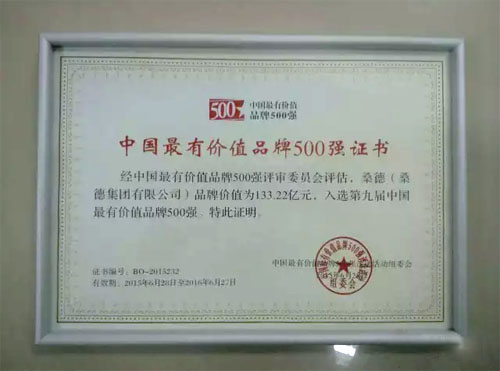 500
中国最有价值
品牌500强
中国最有价值品牌500强证书
经中国最有价值品牌500强评审委员会评估,桑德(桑
德集团有限公司)品牌价值为133.22亿元,入选第九届中国
最有价值品牌500强。特此证明。
中国最有价值品牌 活动组委会
证书编号:BO-2015232
有效期:2015年6月28日至2016年6月27日
组委会